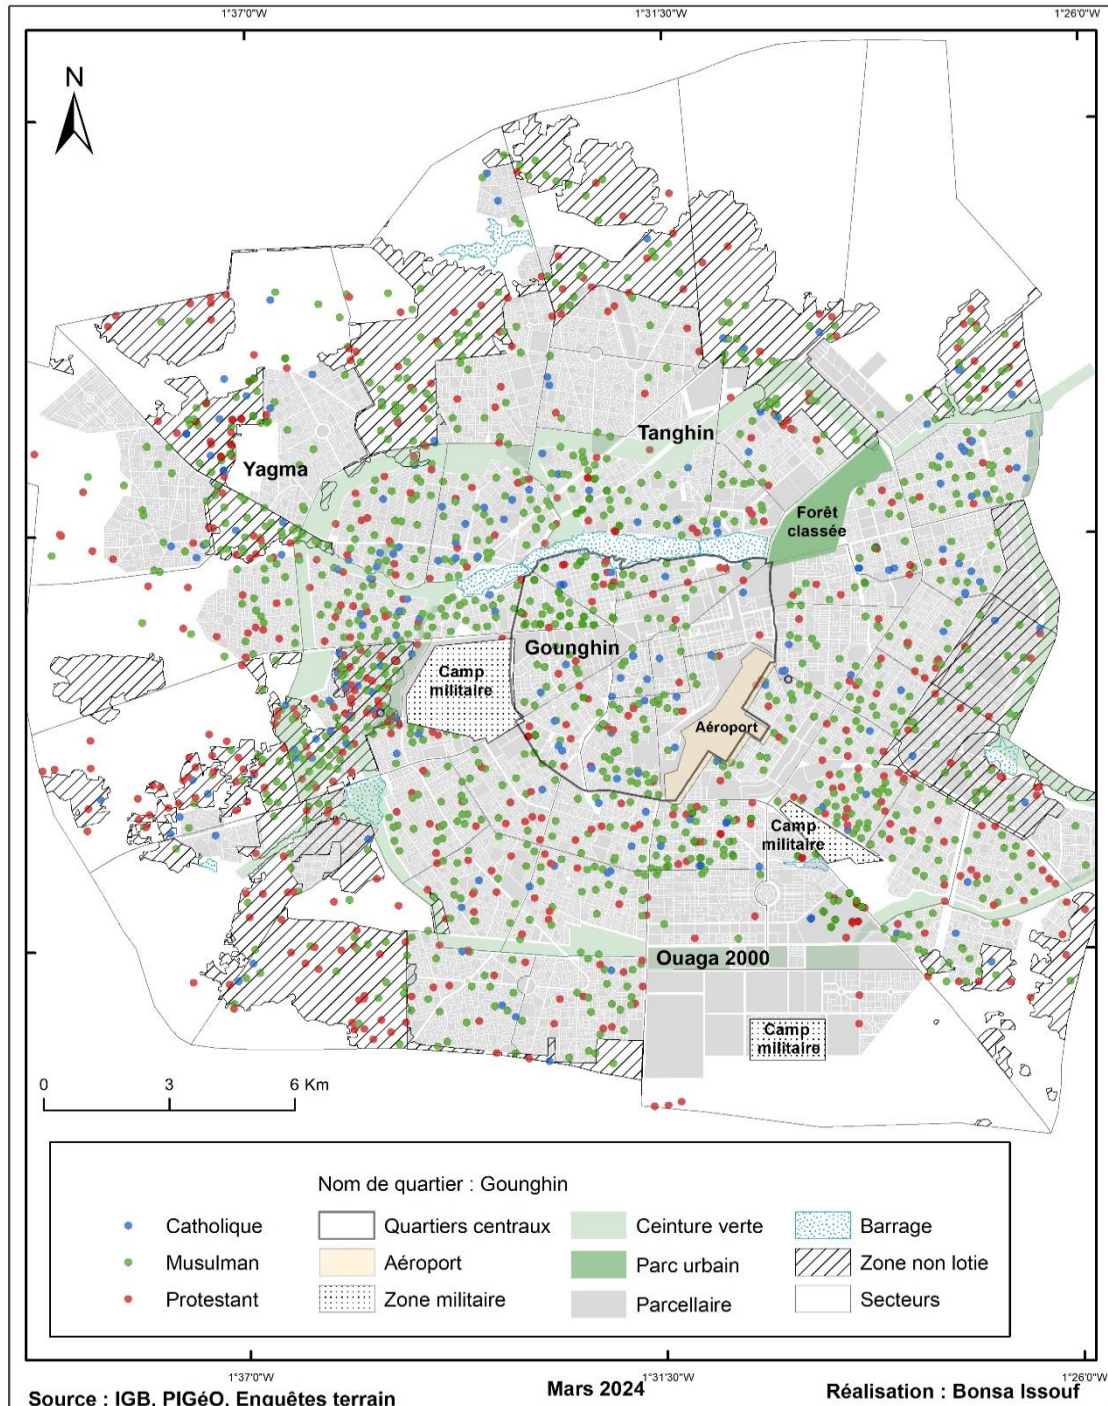 1°37'0"W
1°31'30"W
1°26'0"W
N
Tanghin
Yagma
Forêt
classée
Gounghin
Camp
militaire
Aéroport
Camp
militaire
Ouaga 2000
Camp
militaire
0 3 6 Km
Nom de quartier : Gounghin
Catholique
Musulman
Protestant
Quartiers centraux
Aéroport
Zone militaire
Ceinture verte
Parc urbain
Parcellaire
Barrage
Zone non lotie
Secteurs
1°37'0"W
1°31'30"W
1°26'0"W
Source : IGB, PIGéO, Enquêtes terrain
Mars 2024
Réalisation : Bonsa Issouf